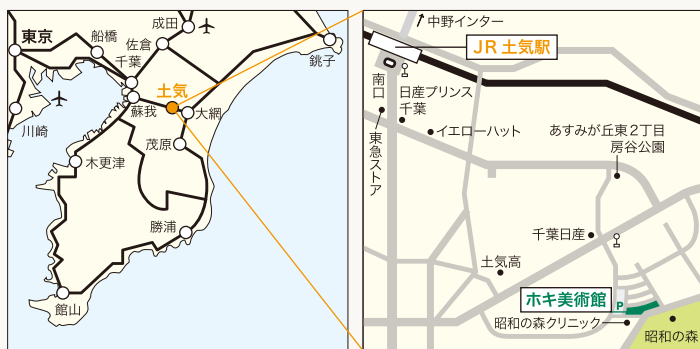 東京
船橋
成田
佐倉
千葉
銚子
土気
蘇我
大網
川崎
茂原
木更津
勝浦
館山
中野インター
JR 土気駅
南口
日産プリンス
千葉
イエローハット
東急ストア
あすみが丘東2丁目
房谷公園
千葉日産
土気高
ホキ美術館
P
昭和の森クリニック
昭和の森